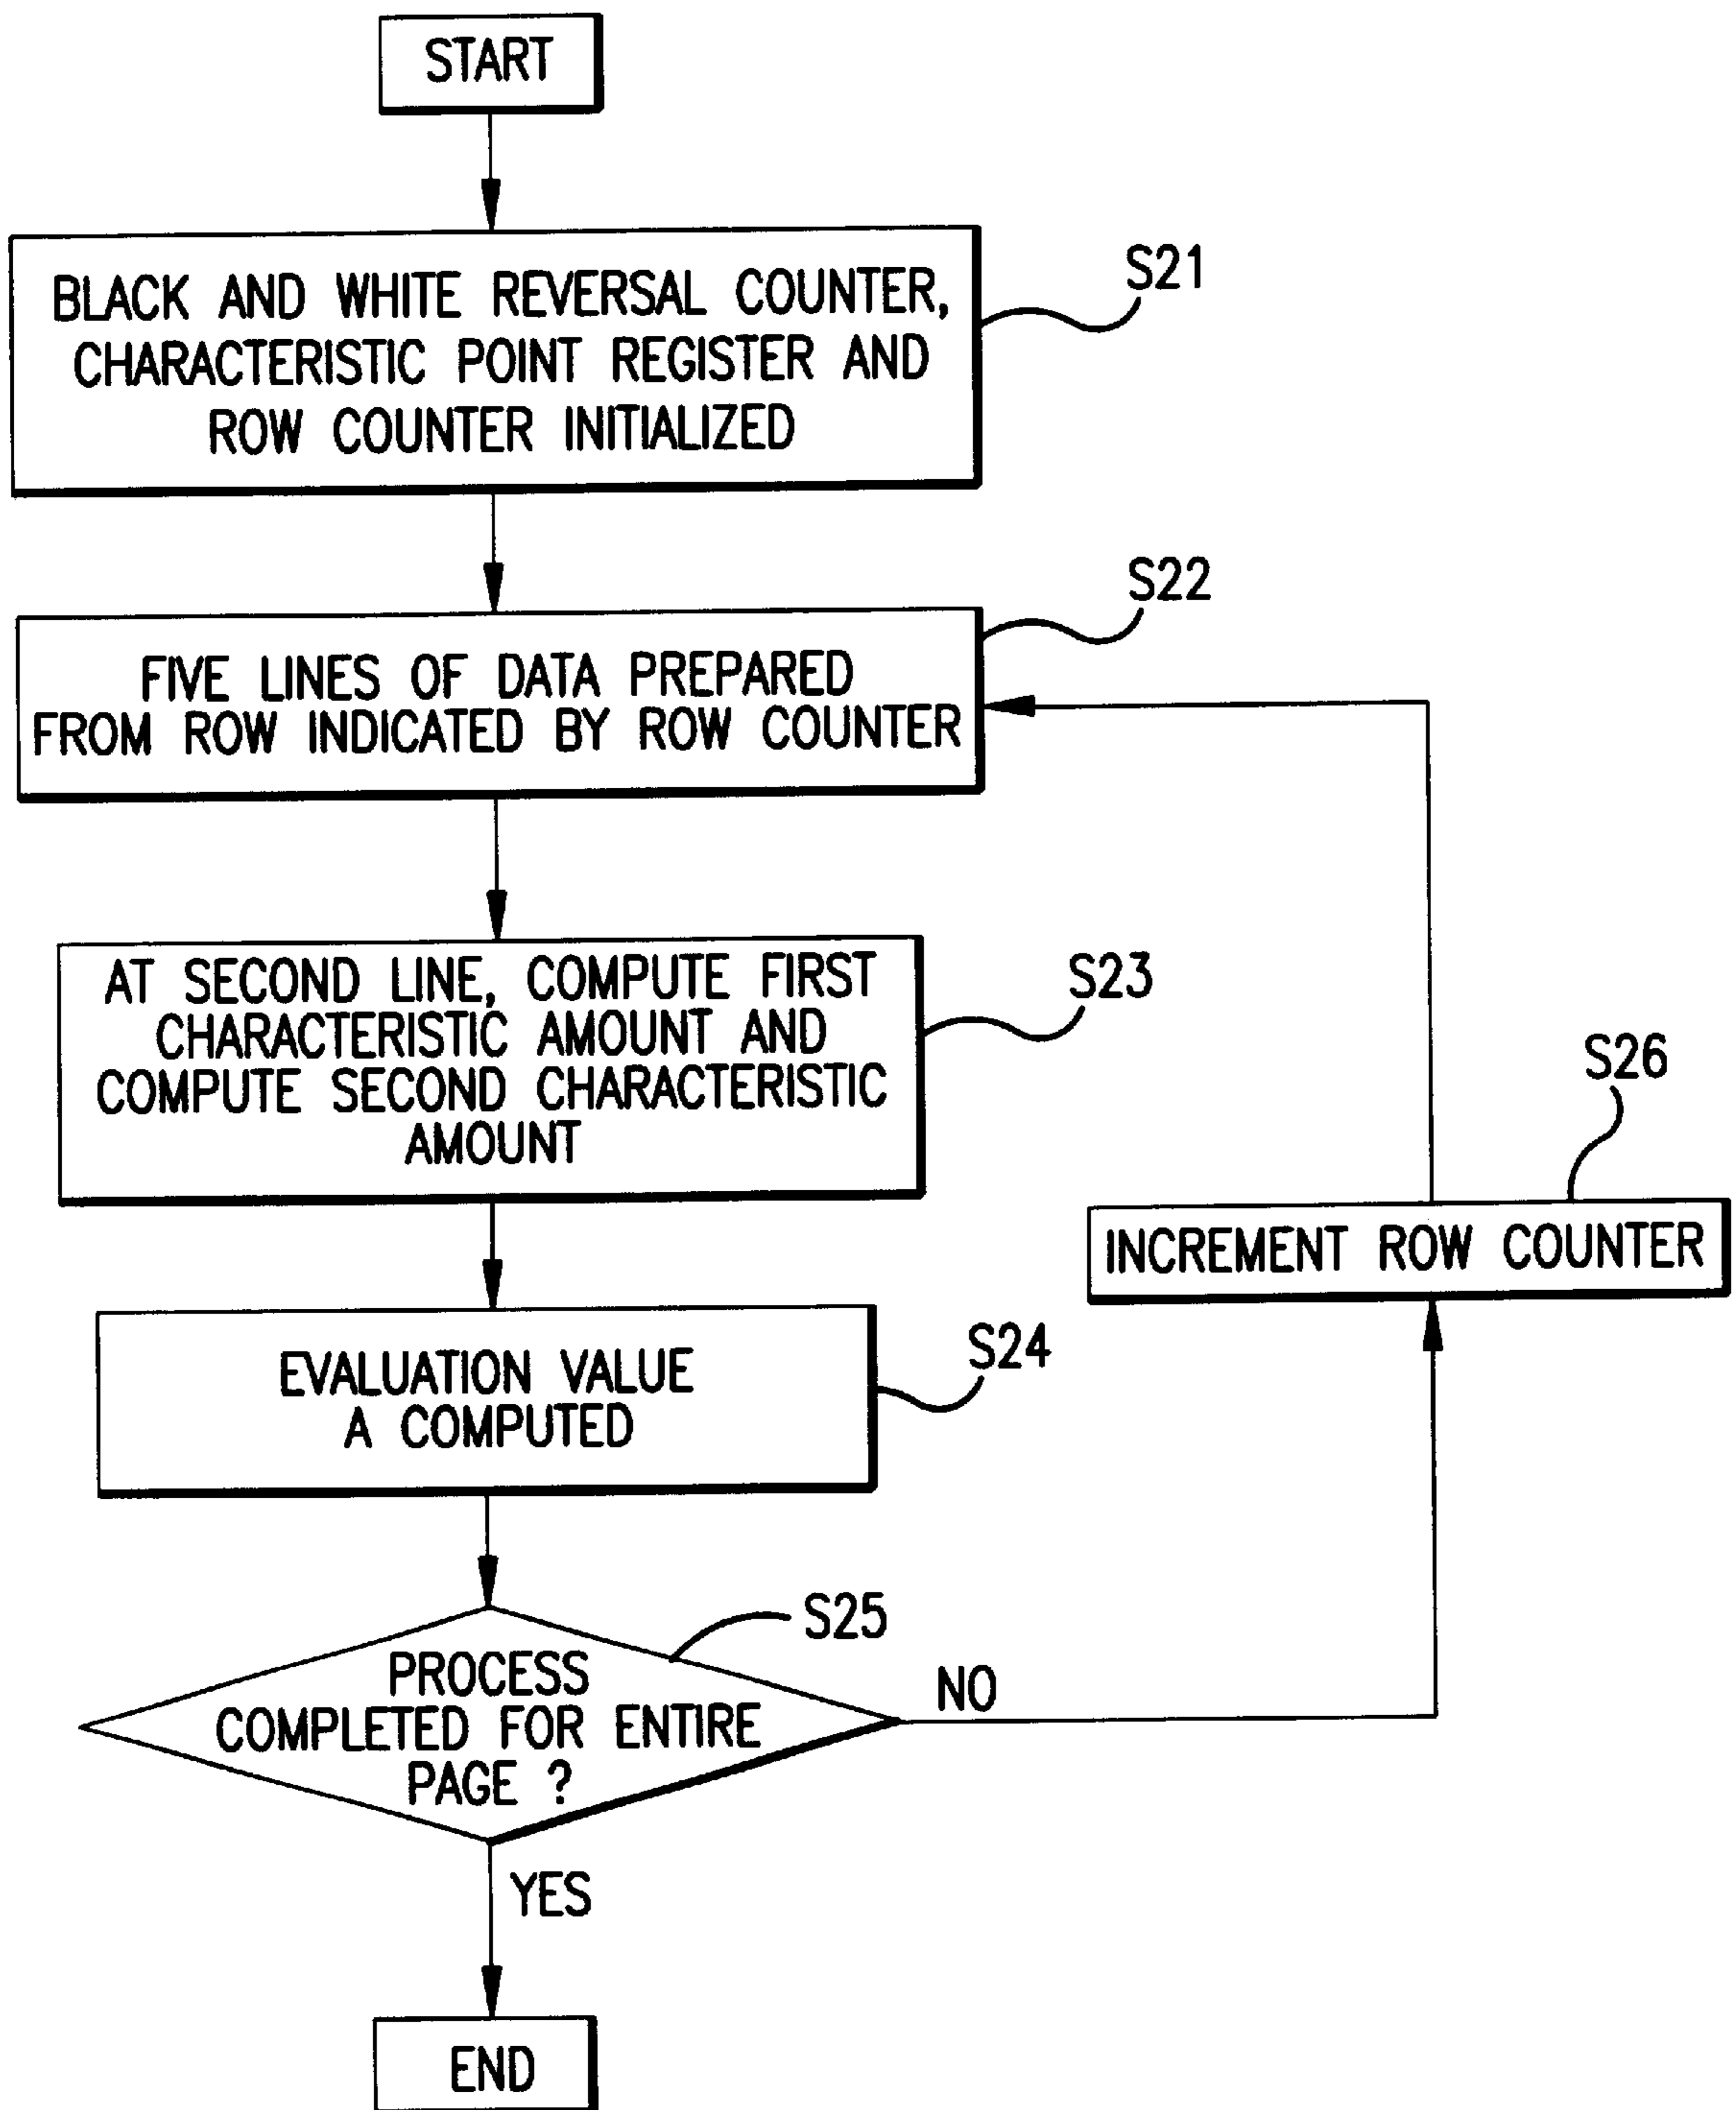 START
BLACK AND WHITE REVERSAL COUNTER,
CHARACTERISTIC POINT REGISTER AND
ROW COUNTER INITIALIZED
S21
FIVE LINES OF DATA PREPARED
FROM ROW INDICATED BY ROW COUNTER
S22
AT SECOND LINE, COMPUTE FIRST
CHARACTERISTIC AMOUNT AND
COMPUTE SECOND CHARACTERISTIC
AMOUNT
S23
EVALUATION VALUE
A COMPUTED
S24
PROCESS
COMPLETED FOR ENTIRE
PAGE ?
S25
NO
INCREMENT ROW COUNTER
S26
YES
END